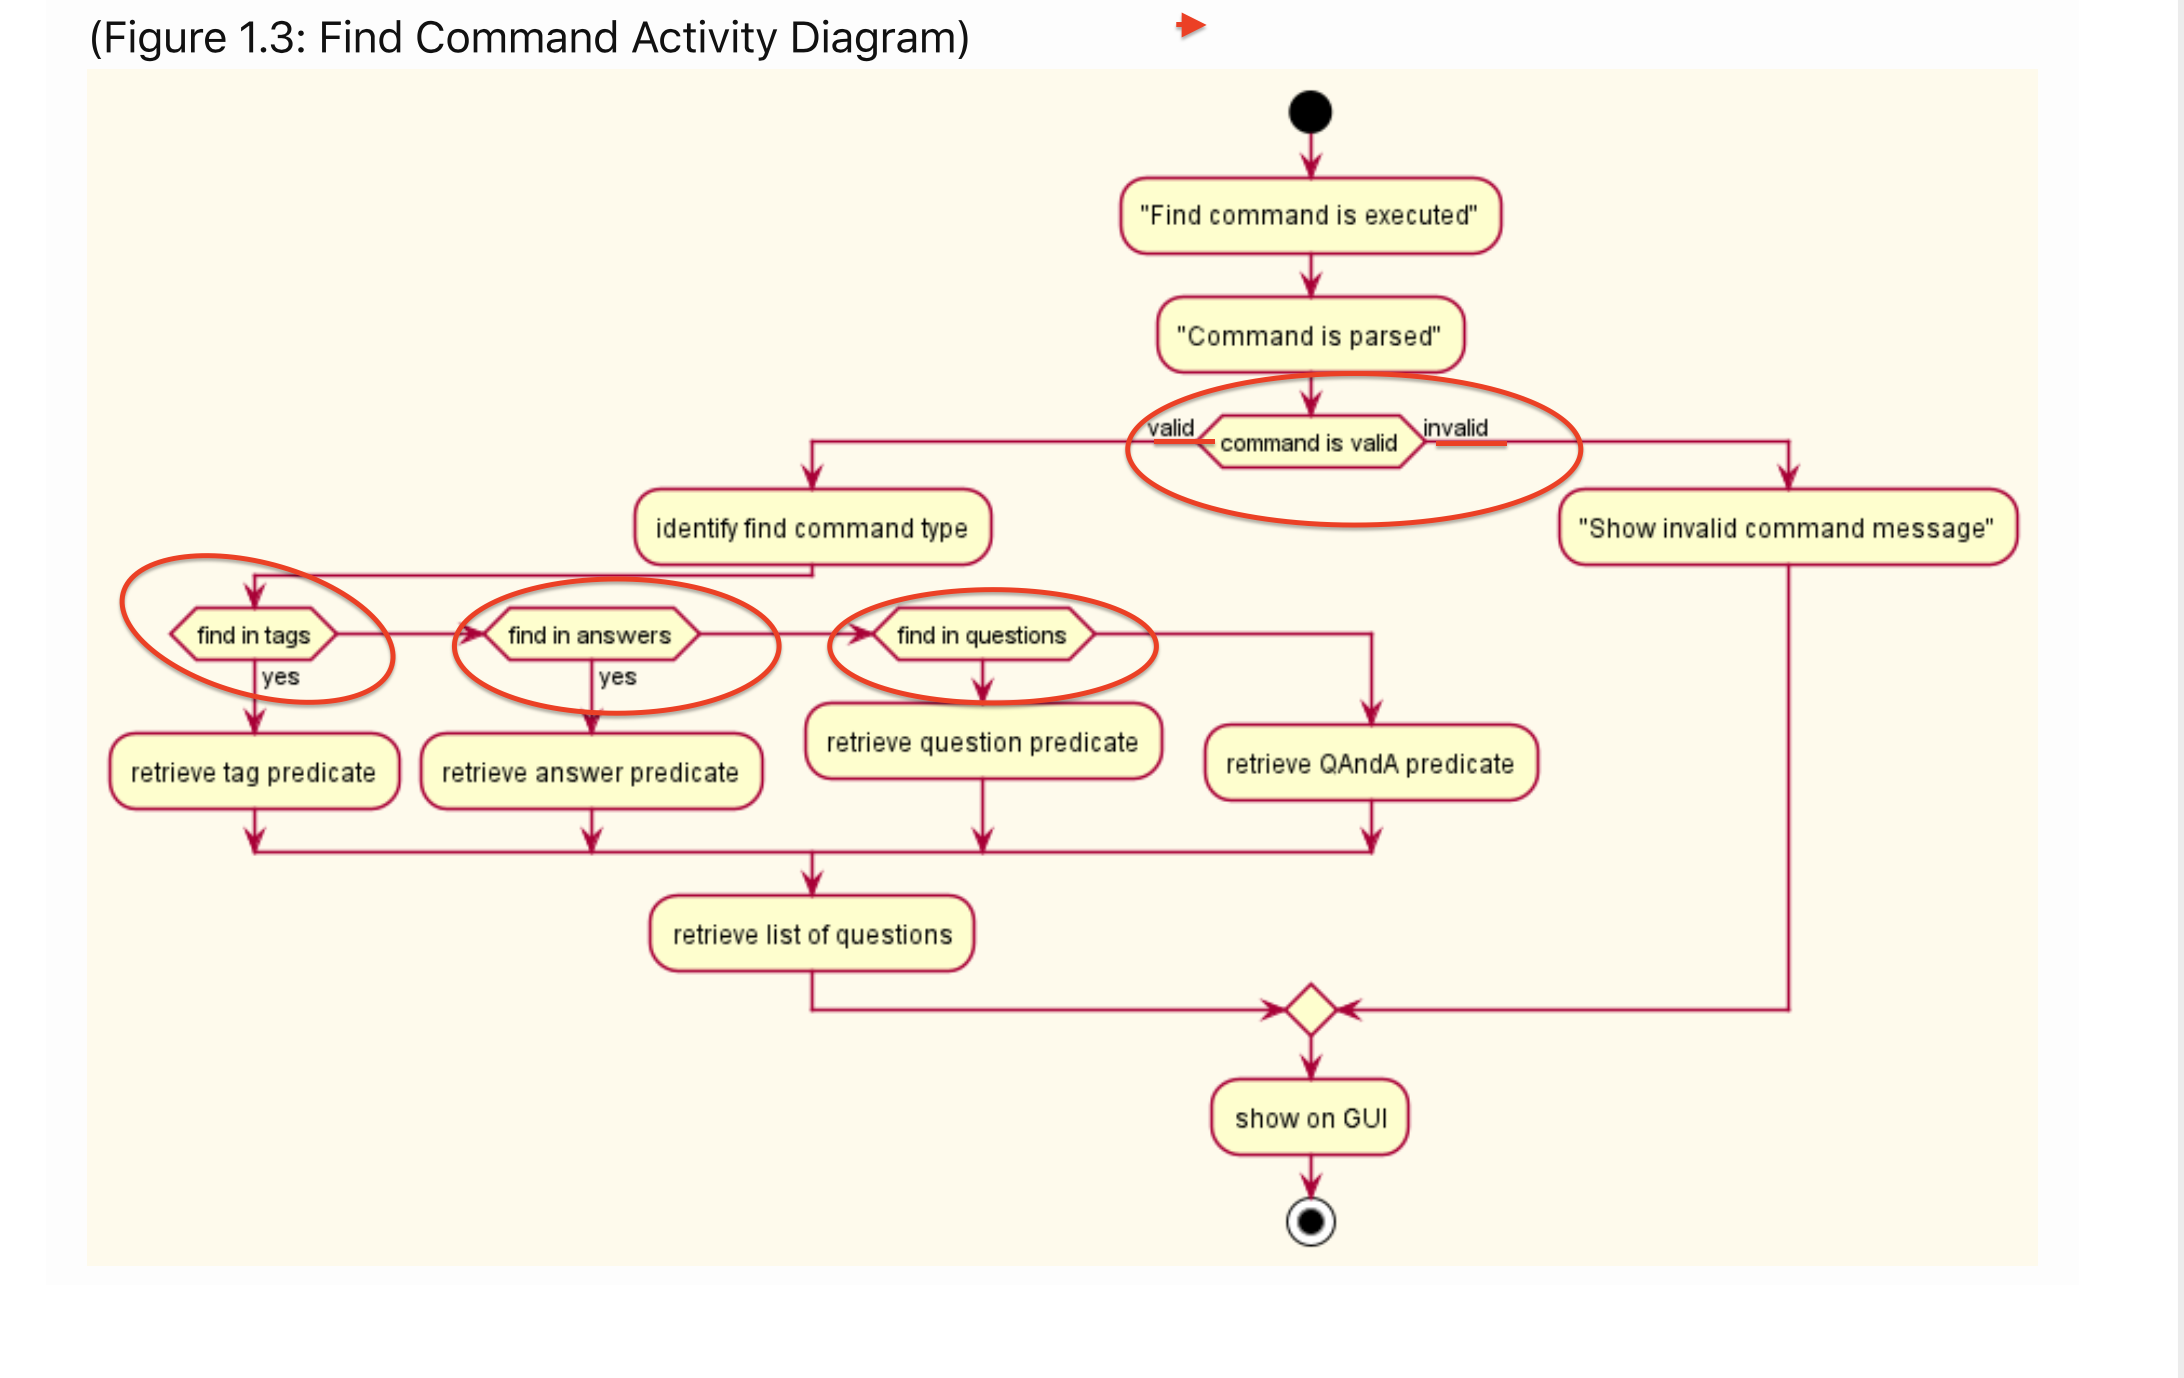 (Figure 1.3: Find Command Activity Diagram)
"Find command is executed"
"Command is parsed"
valid
command is valid
invalid
identify find command type
"Show invalid command message"
find in tags
find in answers
find in questions
yes
yes
retrieve tag predicate
retrieve answer predicate
retrieve question predicate
retrieve QAndA predicate
retrieve list of questions
show on GUI